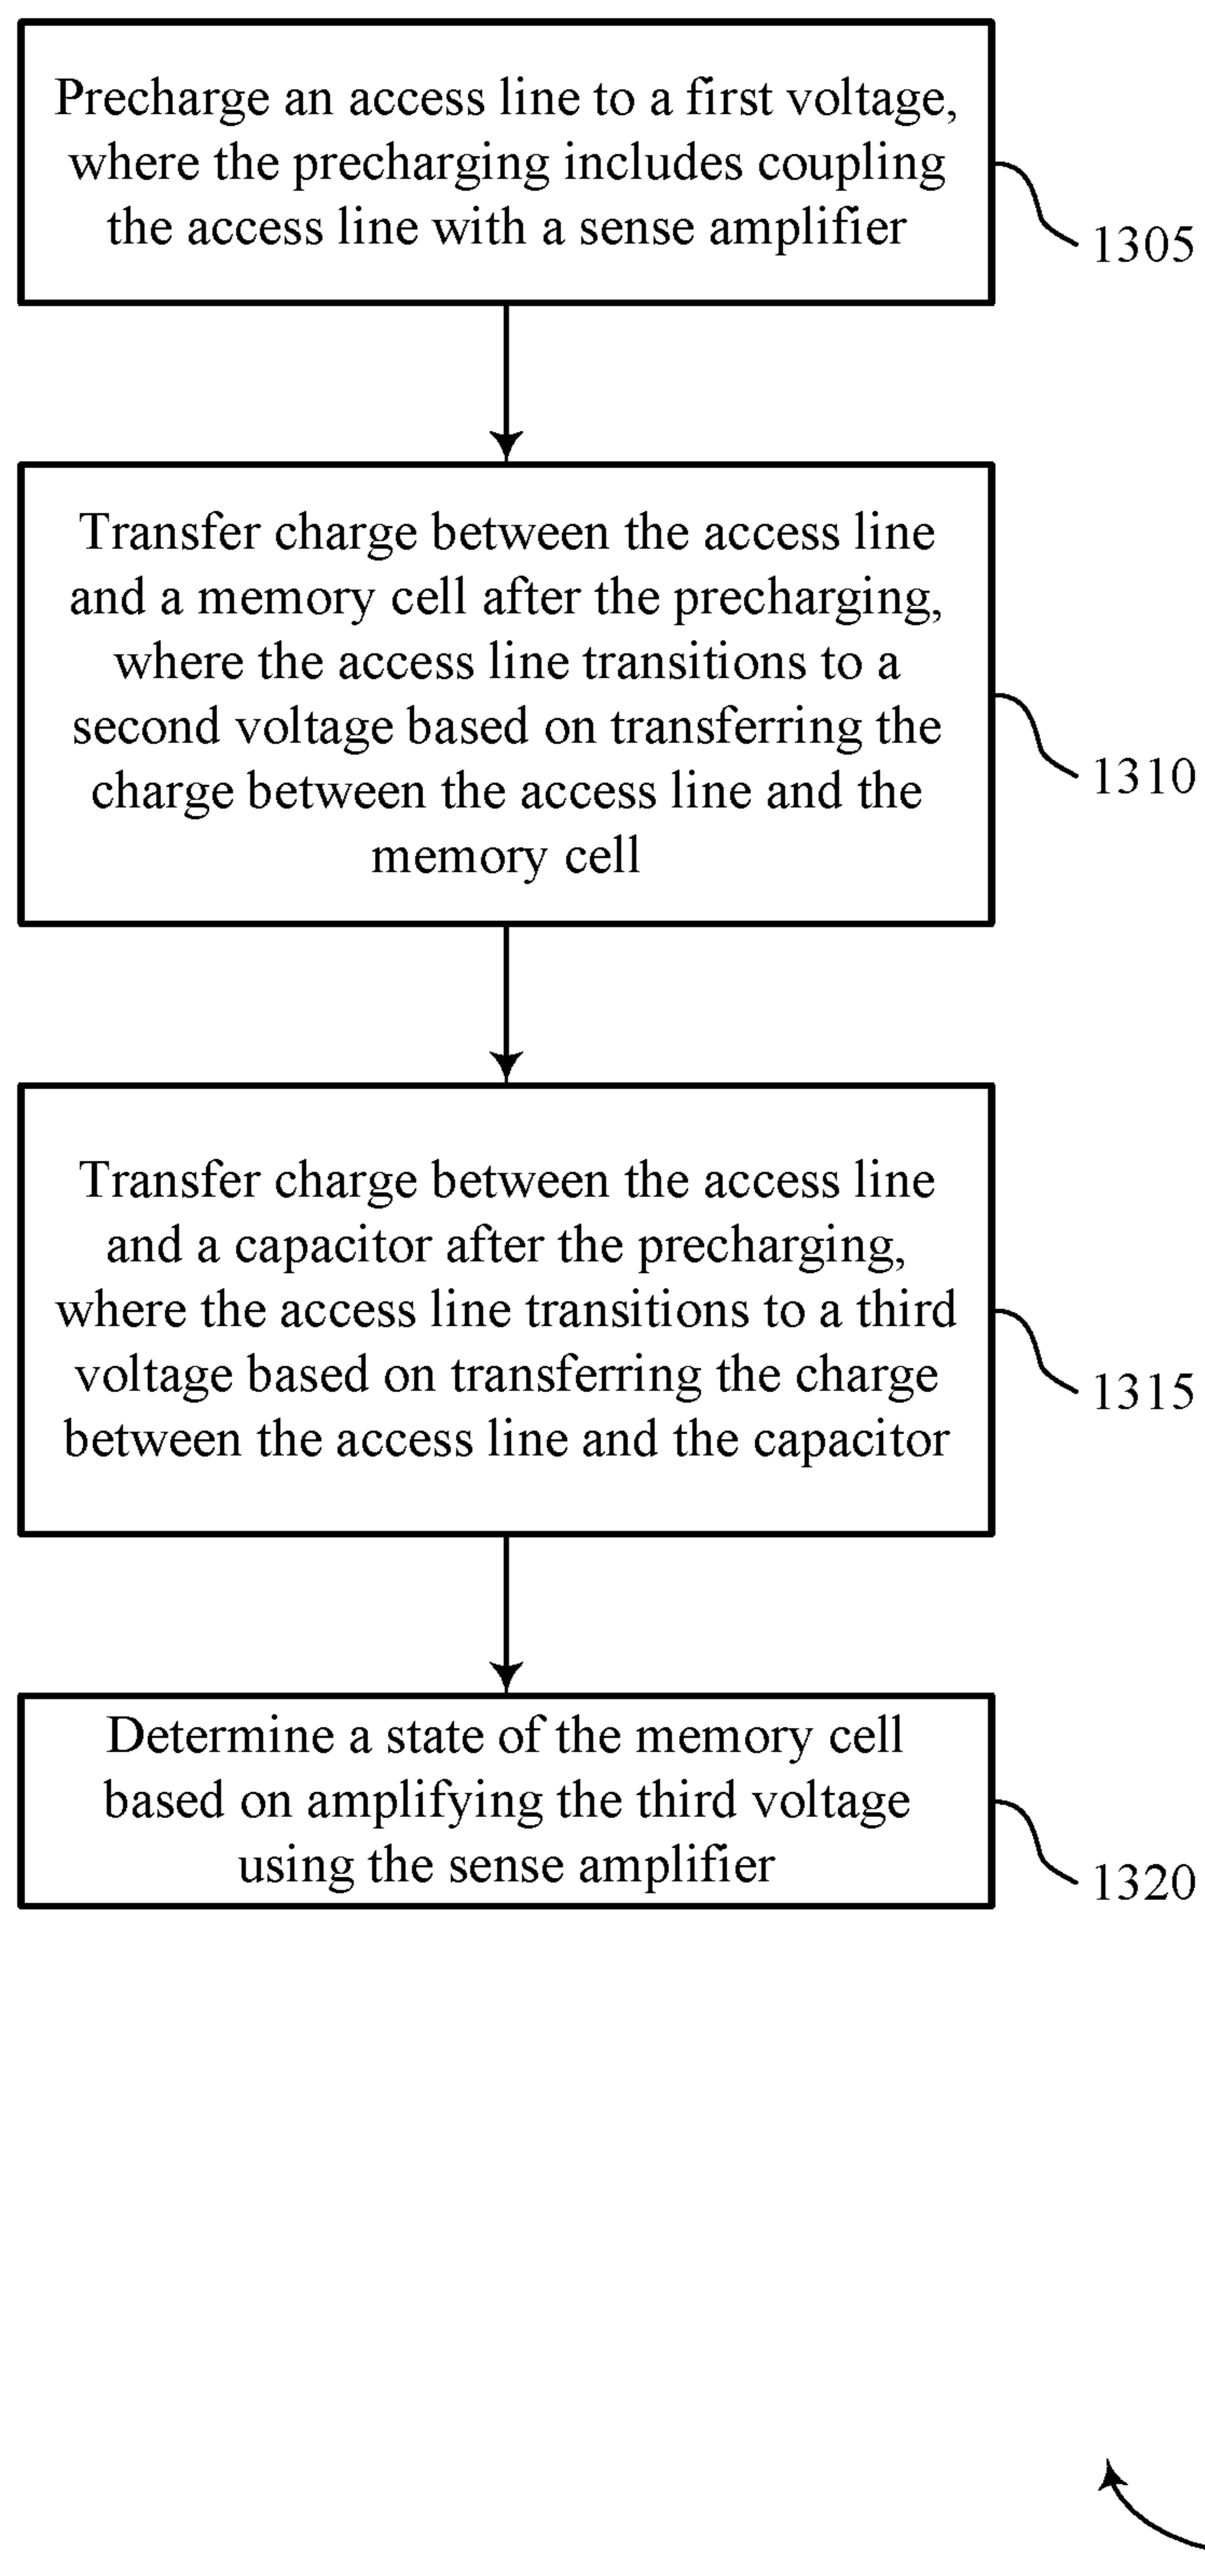 Precharge an access line to a first voltage,
where the precharging includes coupling
the access line with a sense amplifier
1305
Transfer charge between the access line
and a memory cell after the precharging,
where the access line transitions to a
second voltage based on transferring the
charge between the access line and the
memory cell
1310
Transfer charge between the access line
and a capacitor after the precharging,
where the access line transitions to a third
voltage based on transferring the charge
between the access line and the capacitor
1315
Determine a state of the memory cell
based on amplifying the third voltage
using the sense amplifier
1320